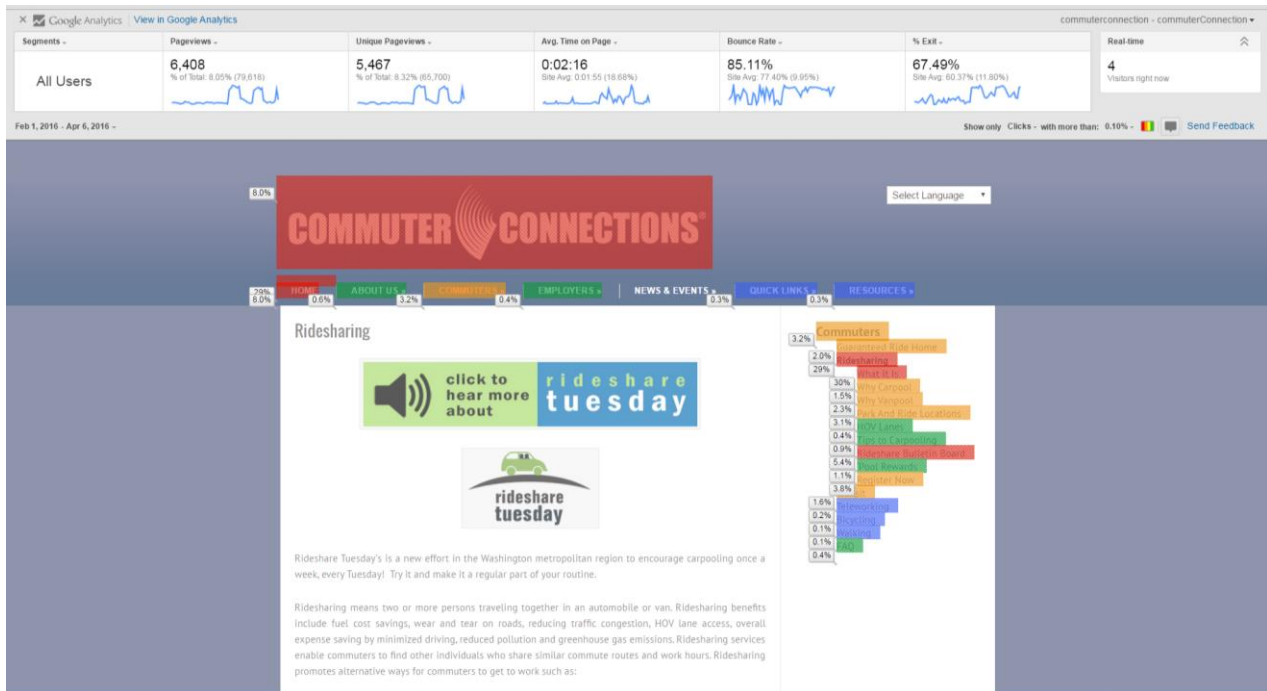 × Google Analytics View in Google Analytics commuterconnection - commuterConnection
Segments Pageviews Unique Pageviews Avg. Time on Page Bounce Rate % Exit Real-time
All Users
6,408
% of Total: 8.05% (79,618)
5,467
% of Total: 8.32% (65,700)
0:02:16
Site Avg: 0:01:55 (18.68%)
85.11%
Site Avg: 77.40% (9.95%)
67.49%
Site Avg: 60.37% (11.80%)
4
Visitors right now
Feb 1, 2016 - Apr 6, 2016 Show only Clicks - with more than: 0.10% Send Feedback
8.0%
Select Language
COMMUTER CONNECTIONS®
HOME ABOUT US » COMMUTERS » EMPLOYERS » NEWS & EVENTS » QUICK LINKS » RESOURCES »
29%
8.0% 0.6% 3.2% 0.4% 0.3% 0.3%
Ridesharing
click to
hear more
about
rideshare
tuesday
rideshare
tuesday
Rideshare Tuesday's is a new effort in the Washington metropolitan region to encourage carpooling once a
week, every Tuesday! Try it and make it a regular part of your routine.
Ridesharing means two or more persons traveling together in an automobile or van. Ridesharing benefits
include fuel cost savings, wear and tear on roads, reducing traffic congestion, HOV lane access, overall
expense saving by minimized driving, reduced pollution and greenhouse gas emissions. Ridesharing services
enable commuters to find other individuals who share similar commute routes and work hours. Ridesharing
promotes alternative ways for commuters to get to work such as:
Commuters
3.2% Guaranteed Ride Home
2.0% Ridesharing
29% What It Is
30% Why Carpool
1.5% Why Vanpool
2.3% Park And Ride Locations
3.1% HOV Lanes
0.4% Tips to Carpooling
0.9% Rideshare Bulletin Board
5.4% 'Pool Rewards
1.1% Register Now
3.8%
1.6% Teleworking
0.2% Bicycling
0.1% Walking
0.1% FAQ
0.4%